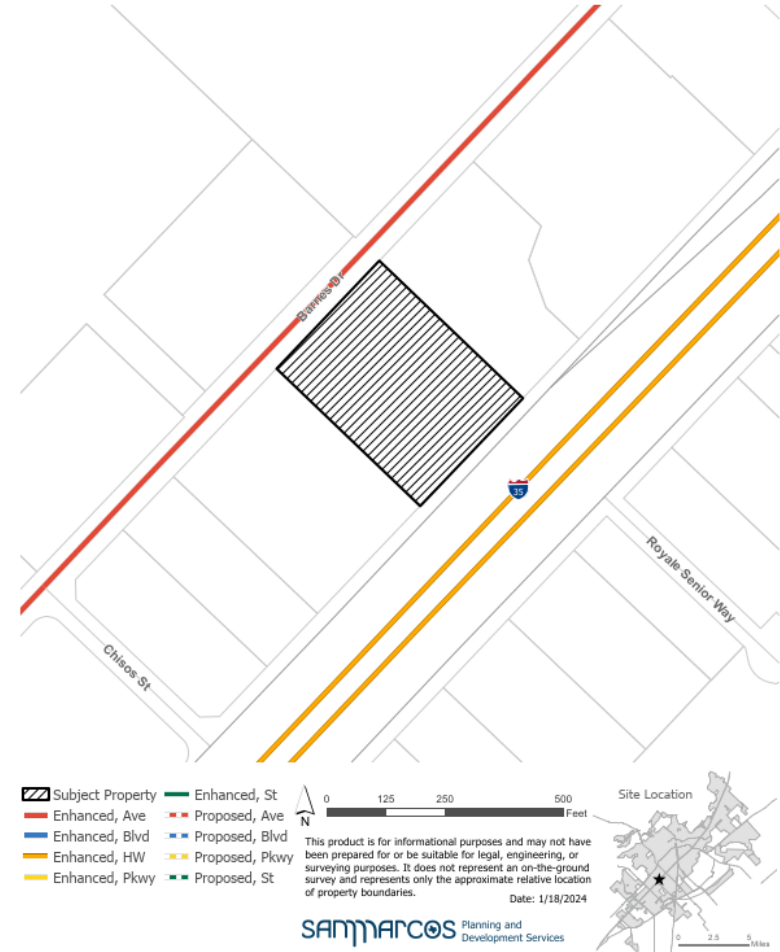 Barnes Dr
35
Royale Senior Way
Chisos St
Subject Property
Enhanced, Ave
Enhanced, Blvd
Enhanced, HW
Enhanced, Pkwy
Enhanced, St
Proposed, Ave
Proposed, Blvd
Proposed, Pkwy
Proposed, St
N
0 125 250 500
Feet
This product is for informational purposes and may not have
been prepared for or be suitable for legal, engineering, or
surveying purposes. It does not represent an on-the-ground
survey and represents only the approximate relative location
of property boundaries.
Date: 1/18/2024
SANMARCOS
Planning and
Development Services
Site Location
0 2.5 5
Miles